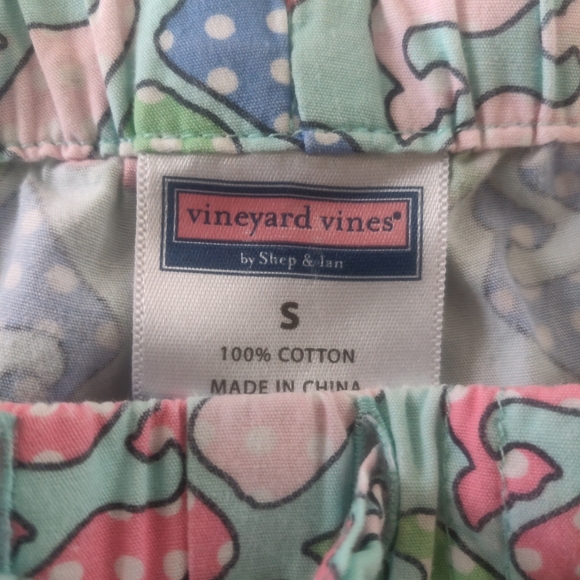 vineyard vines®
by Shep & Ian
S
100% COTTON
MADE IN CHINA